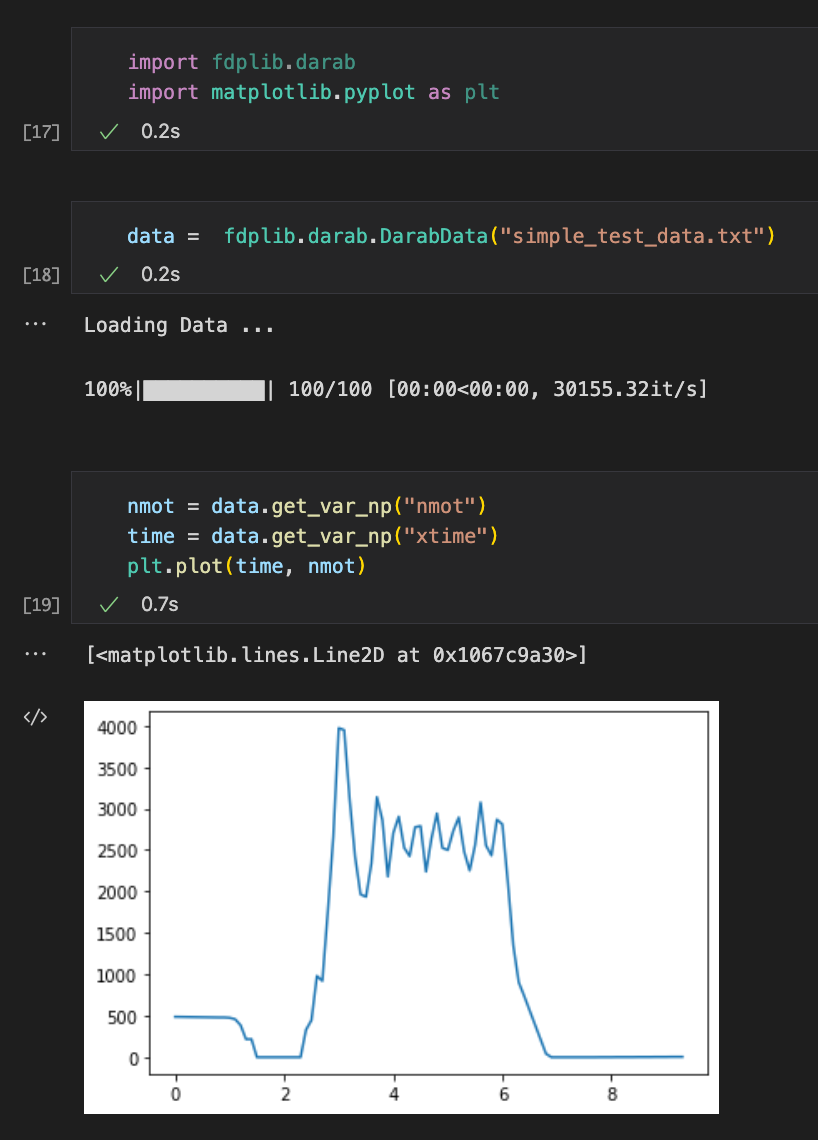 import fdplib.darab
import matplotlib.pyplot as plt
[17] 0.2s
data =  fdplib.darab.DarabData("simple_test_data.txt")
[18] 0.2s
Loading Data ...
100%|██████████| 100/100 [00:00<00:00, 30155.32it/s]
nmot = data.get_var_np("nmot")
time = data.get_var_np("xtime")
plt.plot(time, nmot)
[19] 0.7s
[<matplotlib.lines.Line2D at 0x1067c9a30>]
4000
3500
3000
2500
2000
1500
1000
500
0
0 2 4 6 8